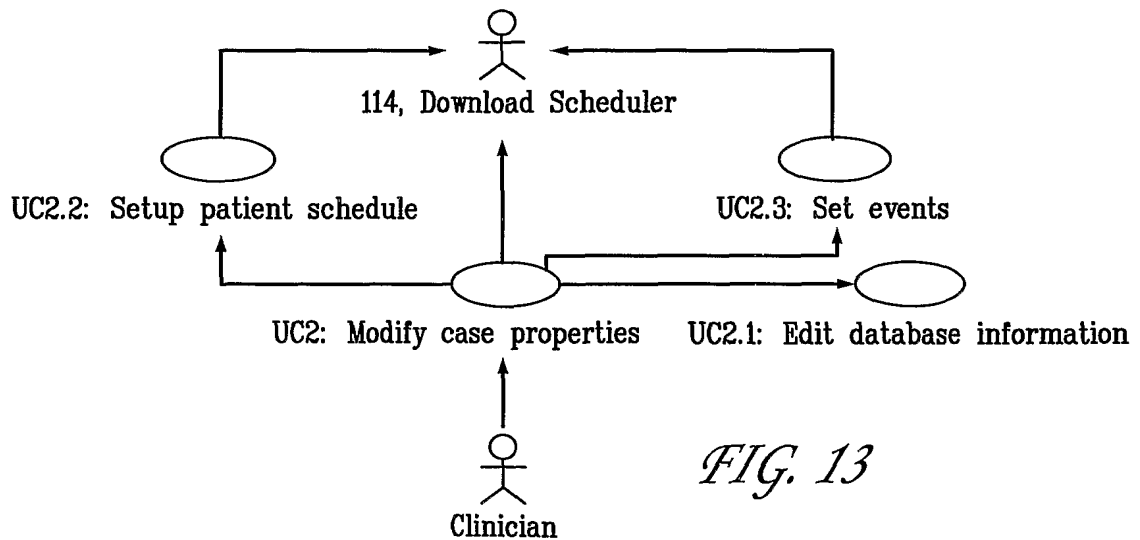 114, Download Scheduler
UC2.2: Setup patient schedule
UC2.3: Set events
UC2: Modify case properties
UC2.1: Edit database information
Clinician
FIG. 13